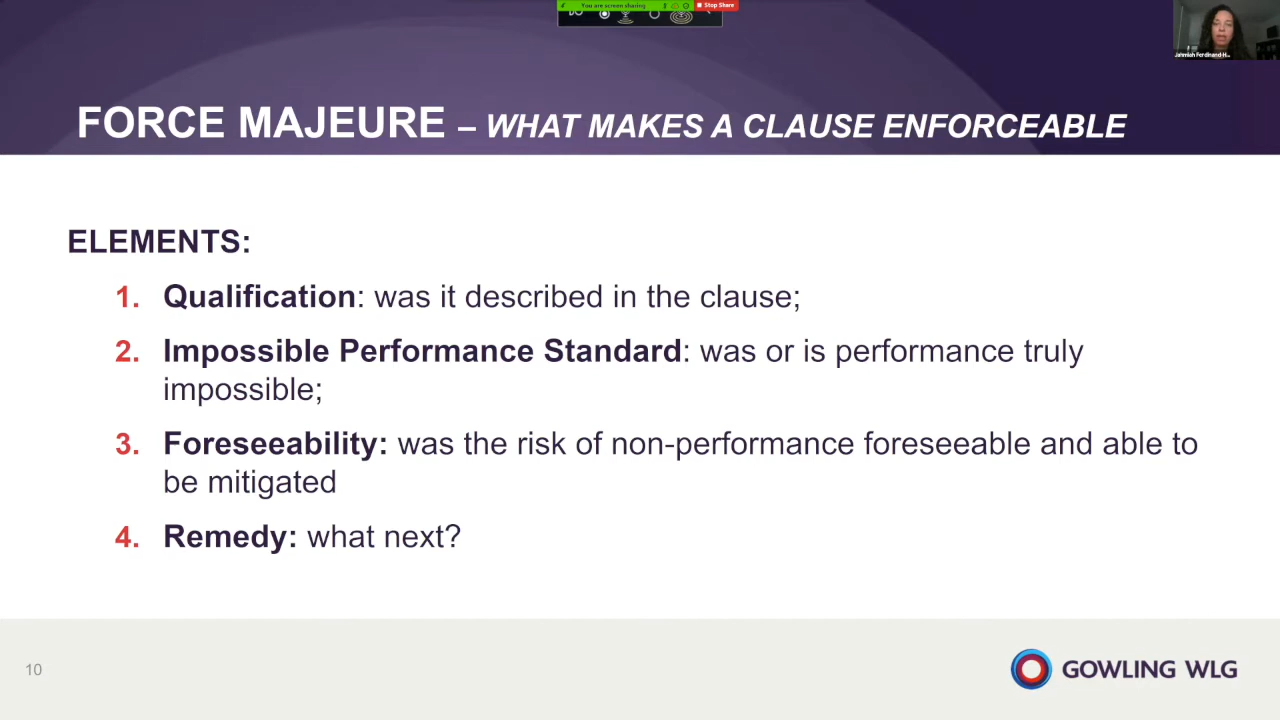 You are screen sharing
Stop Share
Jahmiah Ferdinand-H...
FORCE MAJEURE – WHAT MAKES A CLAUSE ENFORCEABLE
ELEMENTS:
1. Qualification: was it described in the clause;
2. Impossible Performance Standard: was or is performance truly
impossible;
3. Foreseeability: was the risk of non-performance foreseeable and able to
be mitigated
4. Remedy: what next?
10
GOWLING WLG